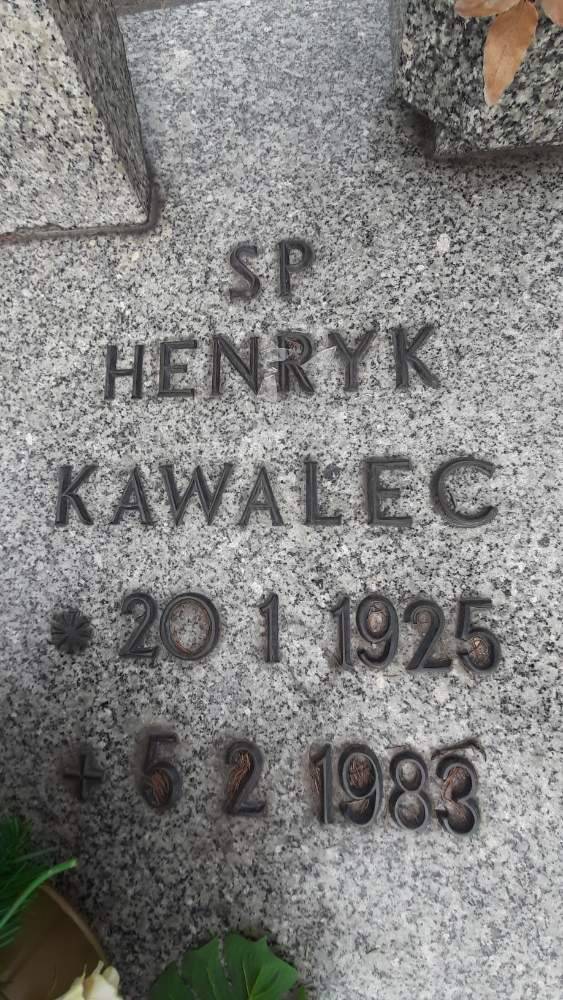 SP
HENRYK
KAWALEC
* 20 1 1925
+ 5 2 1983